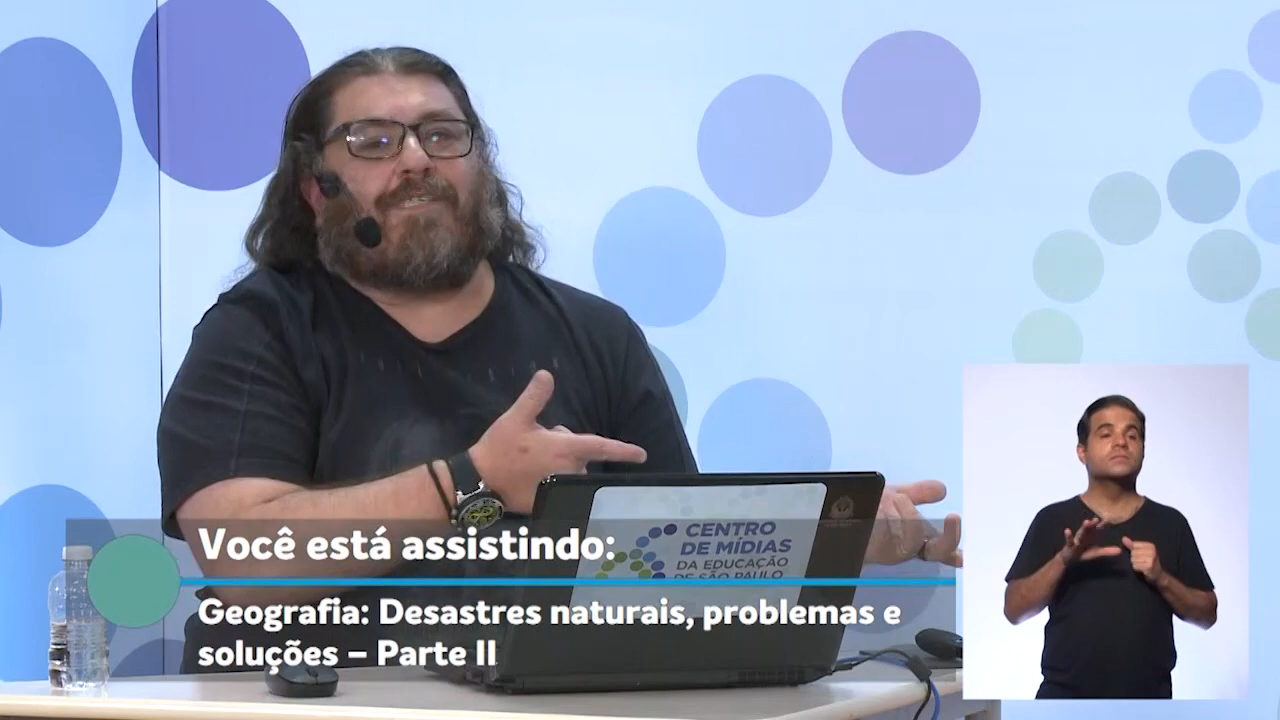 Você está assistindo:
Geografia: Desastres naturais, problemas e
soluções – Parte II
CENTRO
DE MÍDIAS
DA EDUCAÇÃO
DE SÃO PAULO